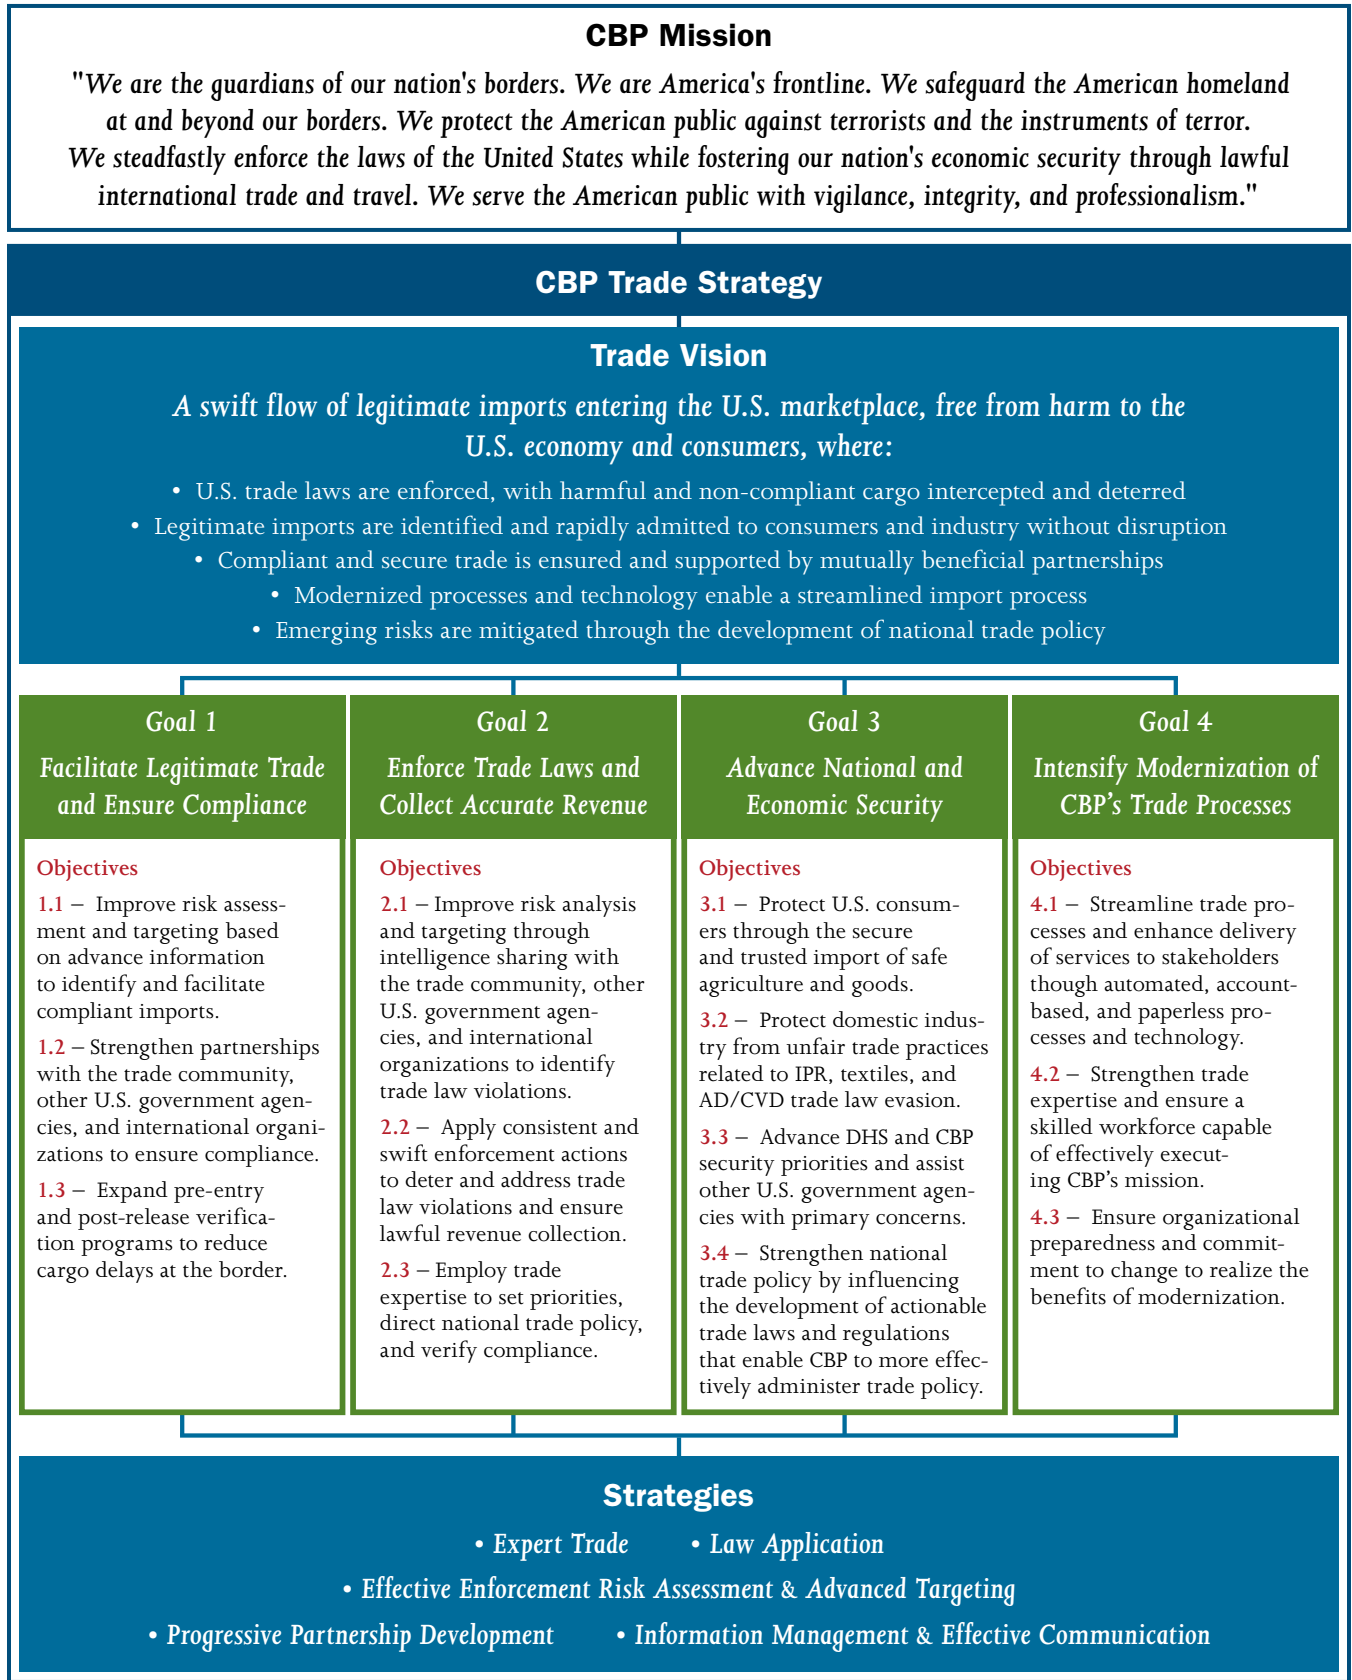 CBP Mission
"We are the guardians of our nation's borders. We are America's frontline. We safeguard the American homeland
at and beyond our borders. We protect the American public against terrorists and the instruments of terror.
We steadfastly enforce the laws of the United States while fostering our nation's economic security through lawful
international trade and travel. We serve the American public with vigilance, integrity, and professionalism."
CBP Trade Strategy
Trade Vision
A swift flow of legitimate imports entering the U.S. marketplace, free from harm to the
U.S. economy and consumers, where:
• U.S. trade laws are enforced, with harmful and non-compliant cargo intercepted and deterred
• Legitimate imports are identified and rapidly admitted to consumers and industry without disruption
• Compliant and secure trade is ensured and supported by mutually beneficial partnerships
• Modernized processes and technology enable a streamlined import process
• Emerging risks are mitigated through the development of national trade policy
Goal 1
Facilitate Legitimate Trade
and Ensure Compliance
Objectives
1.1 – Improve risk assess-
ment and targeting based
on advance information
to identify and facilitate
compliant imports.
1.2 – Strengthen partnerships
with the trade community,
other U.S. government agen-
cies, and international organi-
zations to ensure compliance.
1.3 – Expand pre-entry
and post-release verifica-
tion programs to reduce
cargo delays at the border.
Goal 2
Enforce Trade Laws and
Collect Accurate Revenue
Objectives
2.1 – Improve risk analysis
and targeting through
intelligence sharing with
the trade community, other
U.S. government agen-
cies, and international
organizations to identify
trade law violations.
2.2 – Apply consistent and
swift enforcement actions
to deter and address trade
law violations and ensure
lawful revenue collection.
2.3 – Employ trade
expertise to set priorities,
direct national trade policy,
and verify compliance.
Goal 3
Advance National and
Economic Security
Objectives
3.1 – Protect U.S. consum-
ers through the secure
and trusted import of safe
agriculture and goods.
3.2 – Protect domestic indus-
try from unfair trade practices
related to IPR, textiles, and
AD/CVD trade law evasion.
3.3 – Advance DHS and CBP
security priorities and assist
other U.S. government agen-
cies with primary concerns.
3.4 – Strengthen national
trade policy by influencing
the development of actionable
trade laws and regulations
that enable CBP to more effec-
tively administer trade policy.
Goal 4
Intensify Modernization of
CBP's Trade Processes
Objectives
4.1 – Streamline trade pro-
cesses and enhance delivery
of services to stakeholders
though automated, account-
based, and paperless pro-
cesses and technology.
4.2 – Strengthen trade
expertise and ensure a
skilled workforce capable
of effectively execut-
ing CBP's mission.
4.3 – Ensure organizational
preparedness and commit-
ment to change to realize the
benefits of modernization.
Strategies
• Expert Trade • Law Application
• Effective Enforcement Risk Assessment & Advanced Targeting
• Progressive Partnership Development • Information Management & Effective Communication